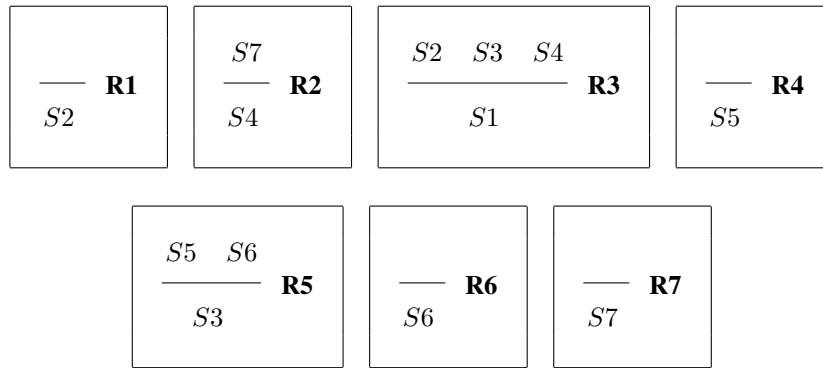 S7 S2 S3 S4
R1 R2 R3 R4
S2 S4 S1 S5
S5 S6
R5 R6 R7
S3 S6 S7